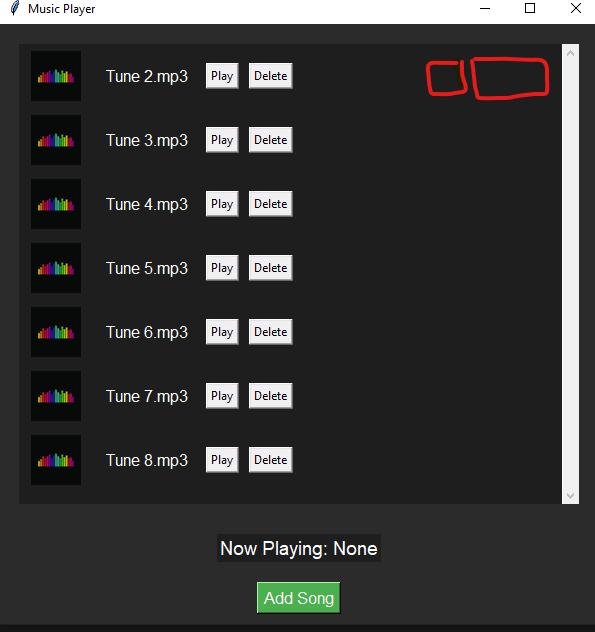 Music Player
Tune 2.mp3 Play Delete
Tune 3.mp3 Play Delete
Tune 4.mp3 Play Delete
Tune 5.mp3 Play Delete
Tune 6.mp3 Play Delete
Tune 7.mp3 Play Delete
Tune 8.mp3 Play Delete
Now Playing: None
Add Song